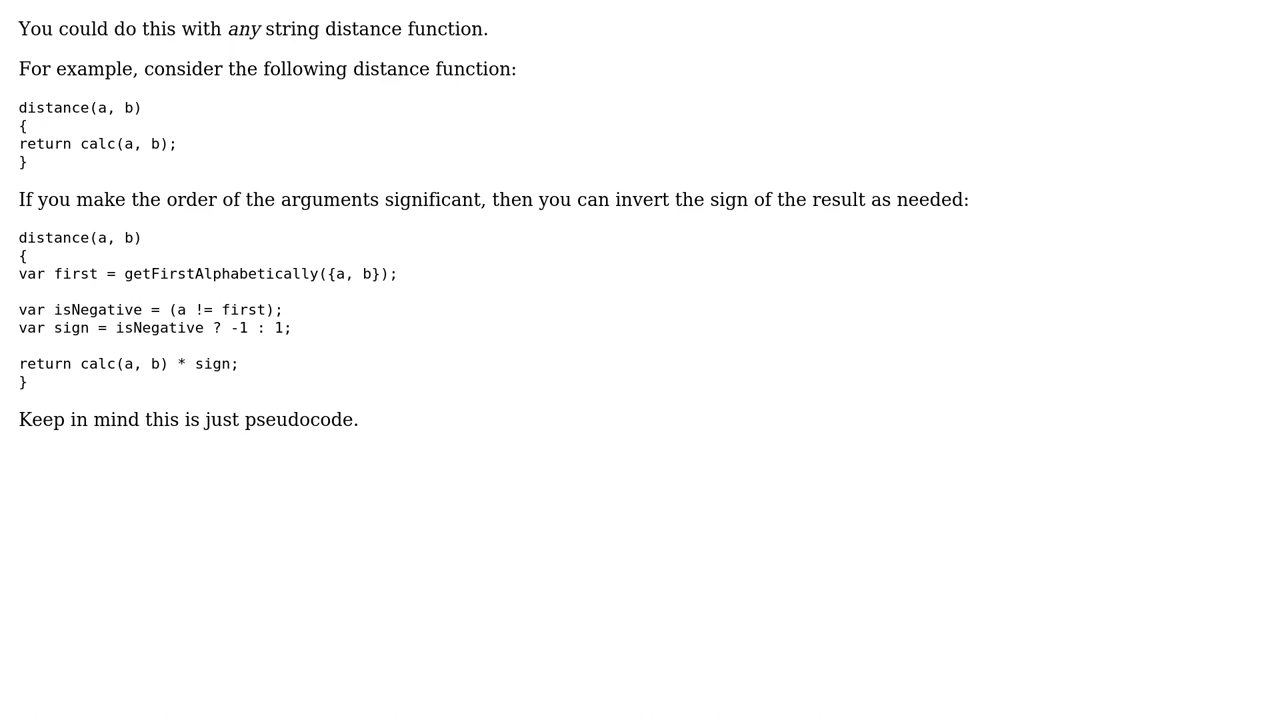 You could do this with any string distance function.
For example, consider the following distance function:
distance(a, b)
{
return calc(a, b);
}
If you make the order of the arguments significant, then you can invert the sign of the result as needed:
distance(a, b)
{
var first = getFirstAlphabetically({a, b});
var isNegative = (a != first);
var sign = isNegative ? -1 : 1;
return calc(a, b) * sign;
}
Keep in mind this is just pseudocode.